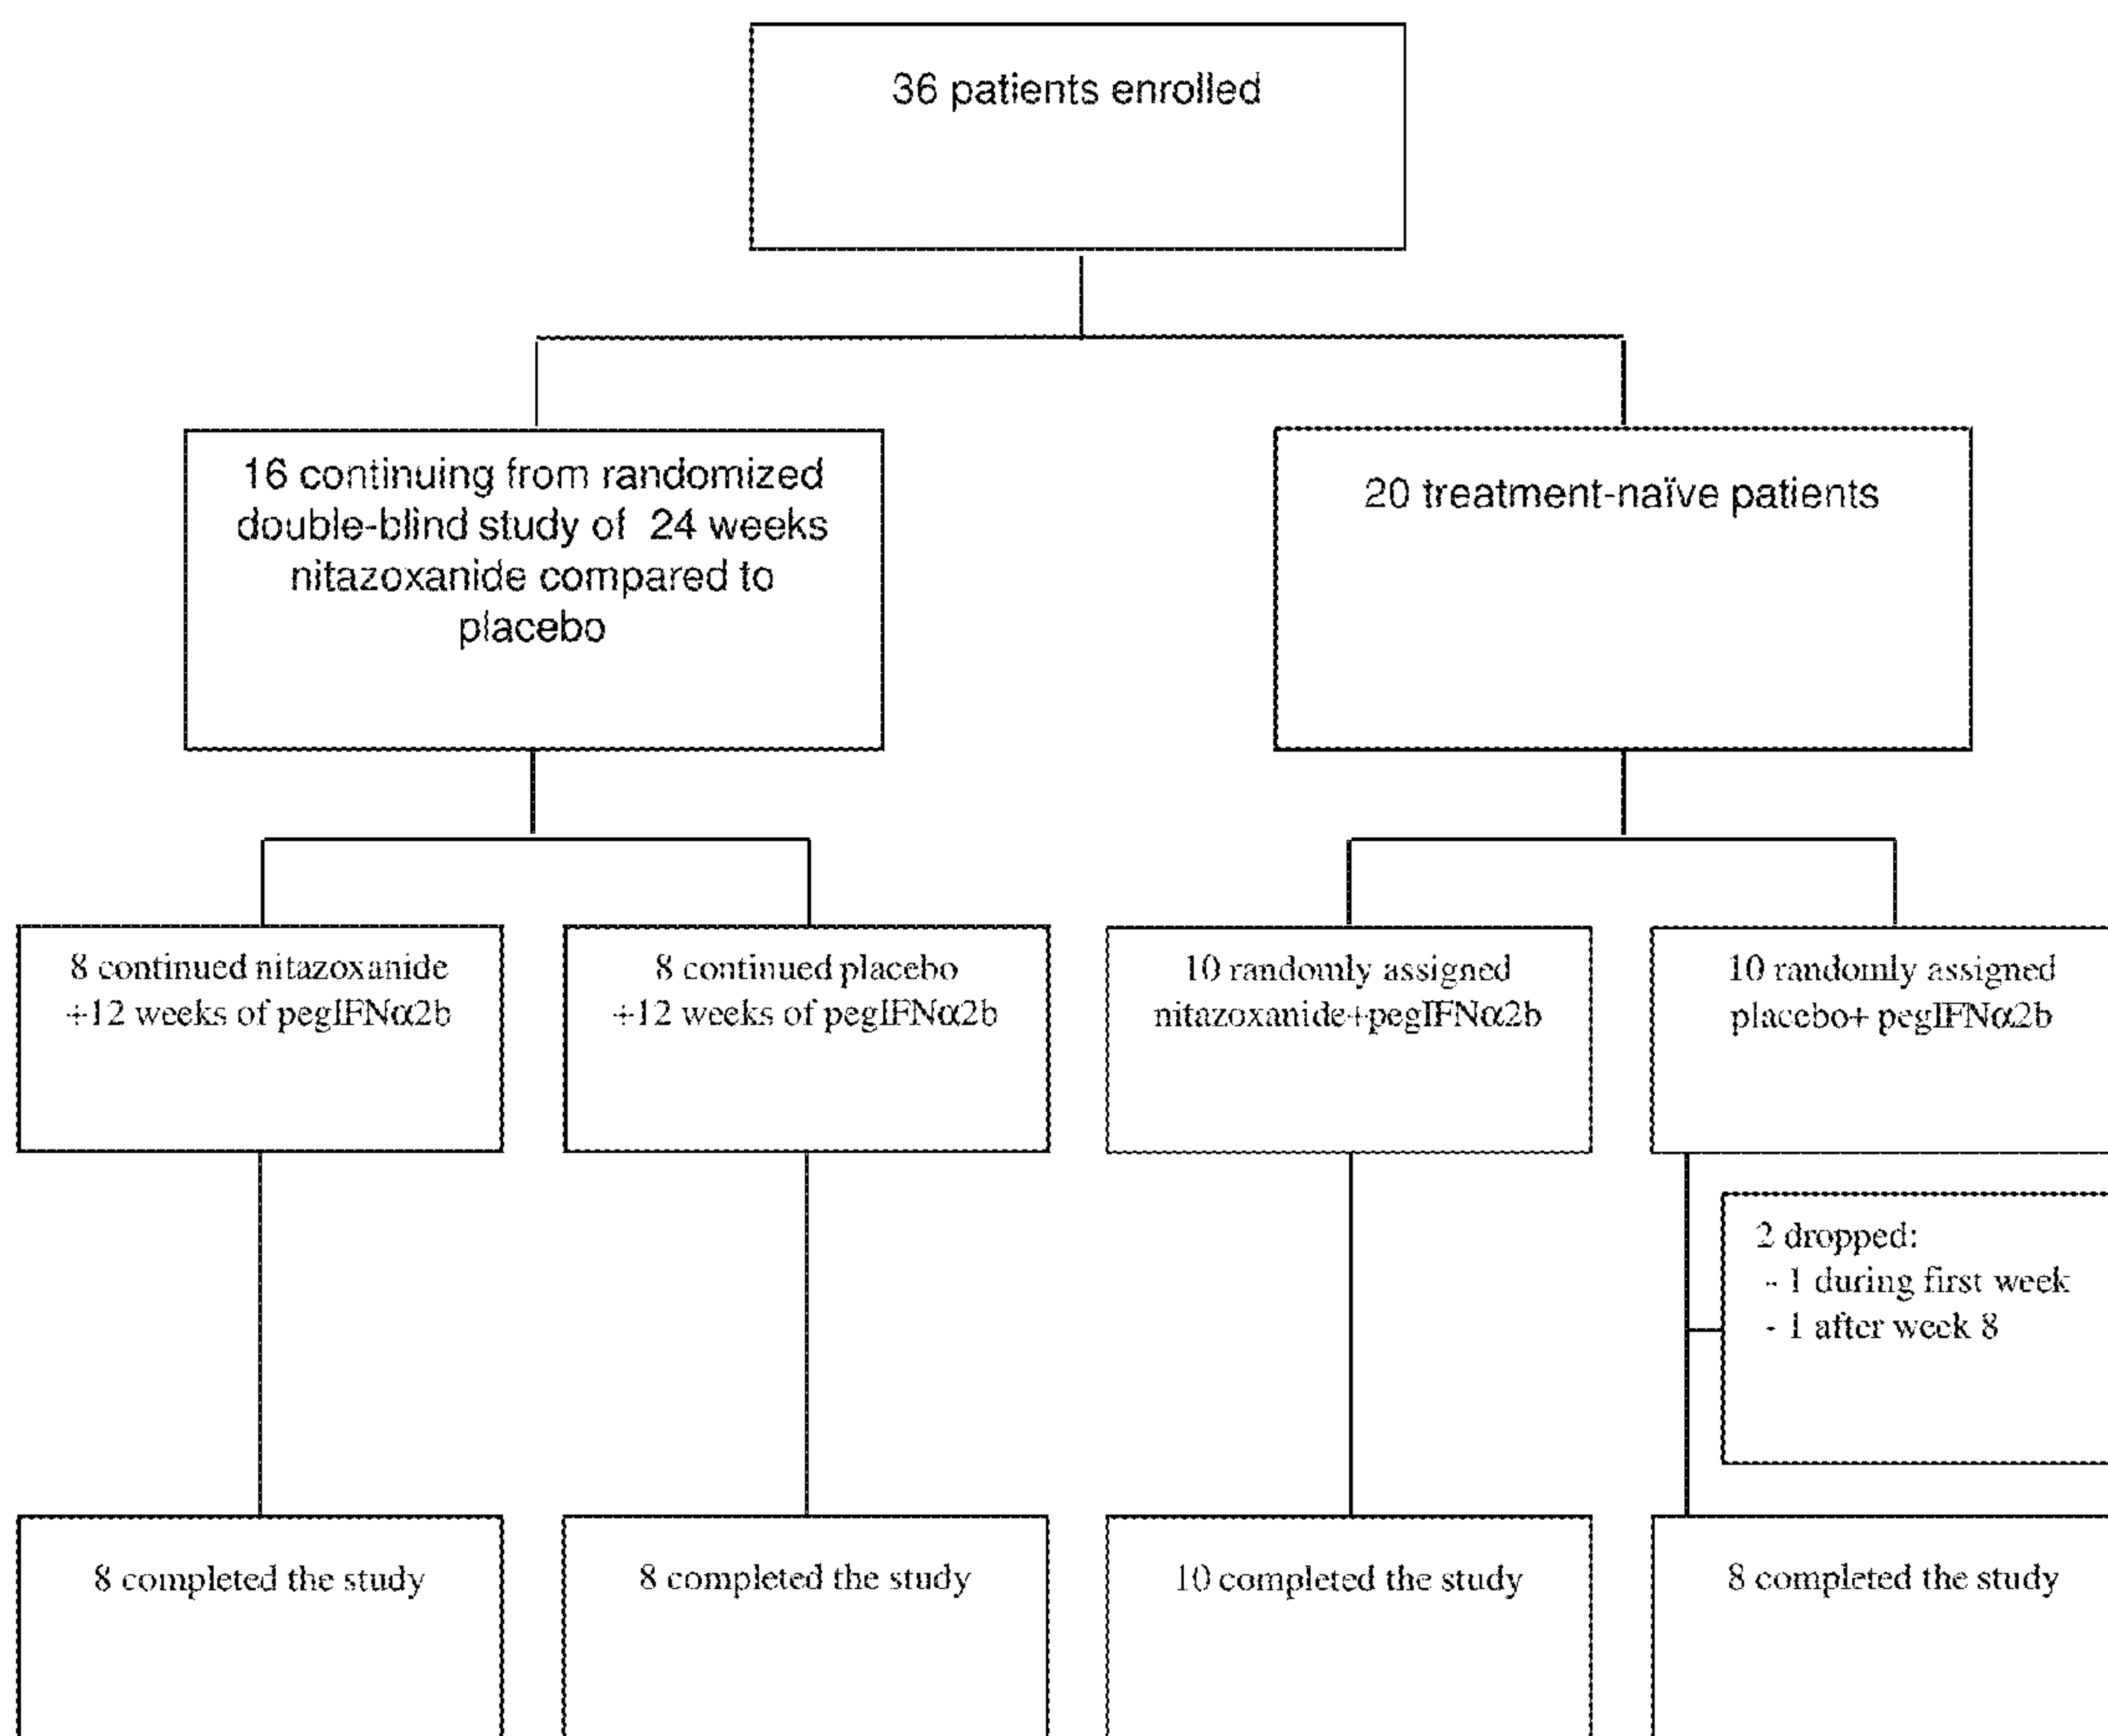 36 patients enrolled
16 continuing from randomized
double-blind study of 24 weeks
nitazoxanide compared to
placebo
20 treatment-naïve patients
8 continued nitazoxanide
+12 weeks of pegIFNα2b
8 continued placebo
+12 weeks of pegIFNα2b
10 randomly assigned
nitazoxanide+pegIFNα2b
10 randomly assigned
placebo+ pegIFNα2b
2 dropped:
- 1 during first week
- 1 after week 8
8 completed the study
8 completed the study
10 completed the study
8 completed the study